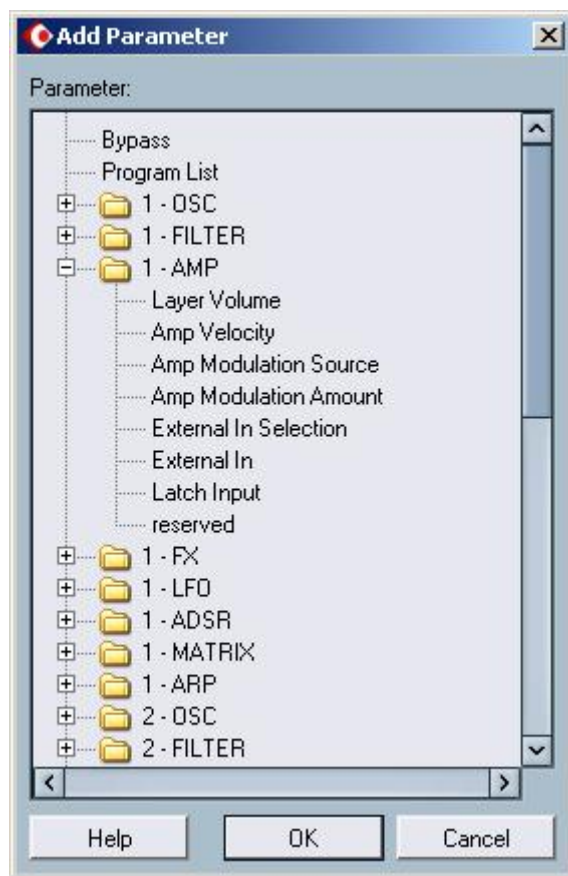 Add Parameter
Parameter:
Bypass
Program List
1 - OSC
1 - FILTER
1 - AMP
Layer Volume
Amp Velocity
Amp Modulation Source
Amp Modulation Amount
External In Selection
External In
Latch Input
reserved
1 - FX
1 - LFO
1 - ADSR
1 - MATRIX
1 - ARP
2 - OSC
2 - FILTER
Help OK Cancel